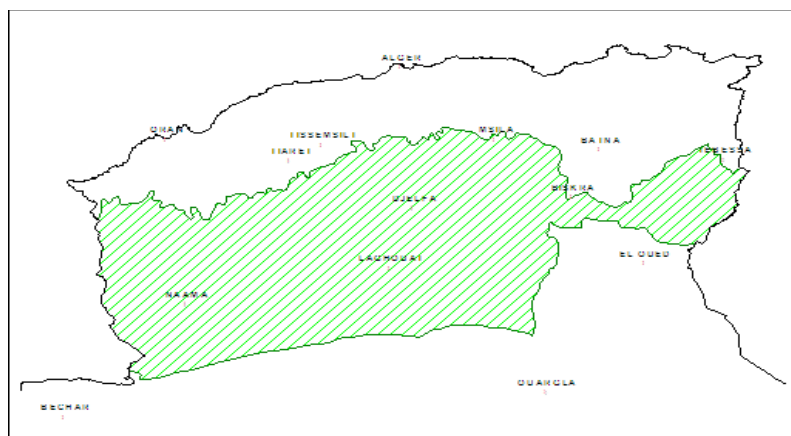 ALGER
ORAN
TISSEMSILT
MSILA
BATNA
TIARET
TEBESSA
BISKRA
DJELFA
LAGHOUAT
EL OUED
NAAMA
OUARGLA
BECHAR